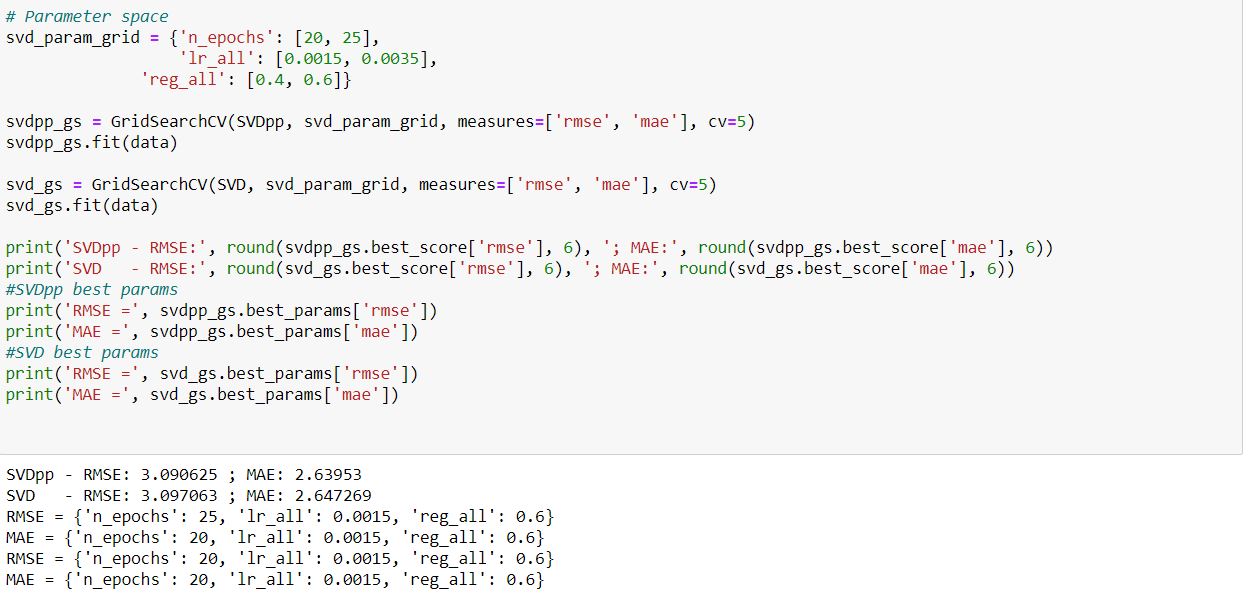 # Parameter space
svd_param_grid = {'n_epochs': [20, 25],
'lr_all': [0.0015, 0.0035],
'reg_all': [0.4, 0.6]}
svdpp_gs = GridSearchCV(SVDpp, svd_param_grid, measures=['rmse', 'mae'], cv=5)
svdpp_gs.fit(data)
svd_gs = GridSearchCV(SVD, svd_param_grid, measures=['rmse', 'mae'], cv=5)
svd_gs.fit(data)
print('SVDpp - RMSE:', round(svdpp_gs.best_score['rmse'], 6), '; MAE:', round(svdpp_gs.best_score['mae'], 6))
print('SVD   - RMSE:', round(svd_gs.best_score['rmse'], 6), '; MAE:', round(svd_gs.best_score['mae'], 6))
#SVDpp best params
print('RMSE =', svdpp_gs.best_params['rmse'])
print('MAE =', svdpp_gs.best_params['mae'])
#SVD best params
print('RMSE =', svd_gs.best_params['rmse'])
print('MAE =', svd_gs.best_params['mae'])
SVDpp - RMSE: 3.090625 ; MAE: 2.63953
SVD   - RMSE: 3.097063 ; MAE: 2.647269
RMSE = {'n_epochs': 25, 'lr_all': 0.0015, 'reg_all': 0.6}
MAE = {'n_epochs': 20, 'lr_all': 0.0015, 'reg_all': 0.6}
RMSE = {'n_epochs': 20, 'lr_all': 0.0015, 'reg_all': 0.6}
MAE = {'n_epochs': 20, 'lr_all': 0.0015, 'reg_all': 0.6}